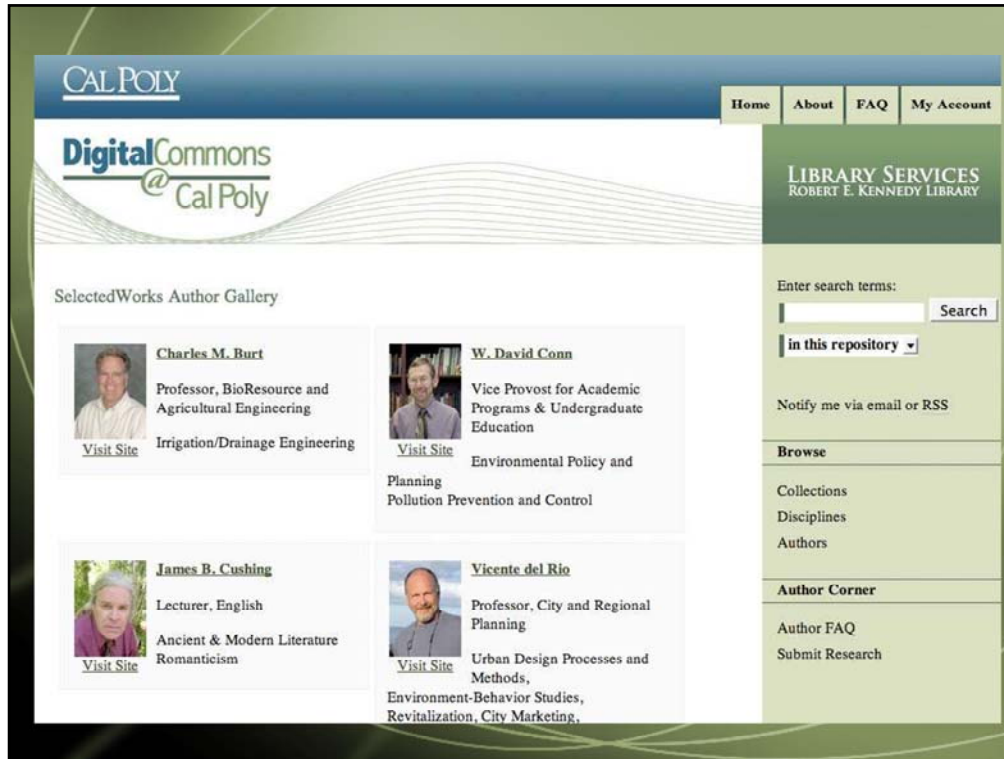 CAL POLY
Home About FAQ My Account
DigitalCommons
@
Cal Poly
LIBRARY SERVICES
ROBERT E. KENNEDY LIBRARY
SelectedWorks Author Gallery
Charles M. Burt
Professor, BioResource and
Agricultural Engineering
Irrigation/Drainage Engineering
Visit Site
W. David Conn
Vice Provost for Academic
Programs & Undergraduate
Education
Visit Site
Environmental Policy and
Planning
Pollution Prevention and Control
James B. Cushing
Lecturer, English
Ancient & Modern Literature
Romanticism
Visit Site
Vicente del Rio
Professor, City and Regional
Planning
Urban Design Processes and
Visit Site
Methods,
Environment-Behavior Studies,
Revitalization, City Marketing,
Enter search terms:
Search
in this repository
Notify me via email or RSS
Browse
Collections
Disciplines
Authors
Author Corner
Author FAQ
Submit Research